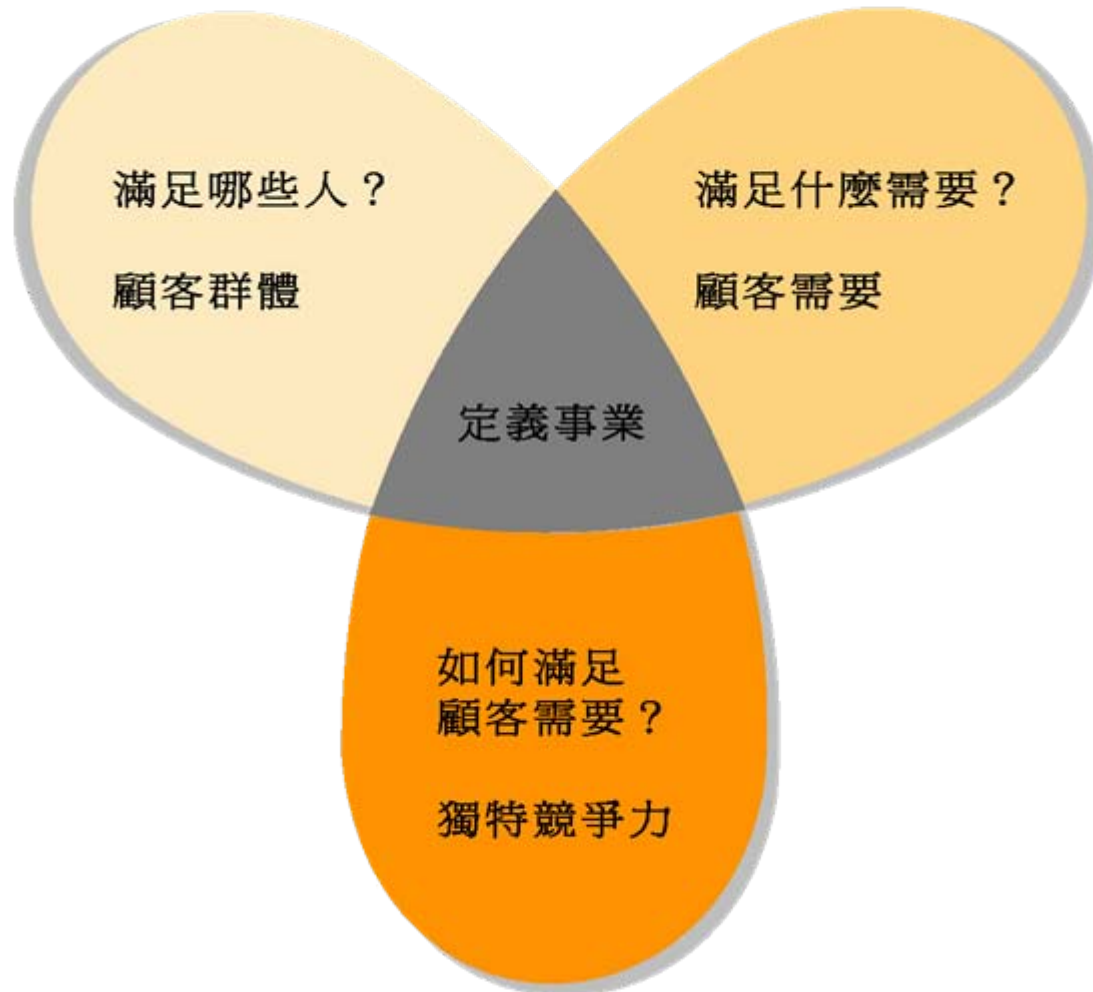 滿足哪些人？
顧客群體
滿足什麼需要？
顧客需要
定義事業
如何滿足
顧客需要？
獨特競爭力